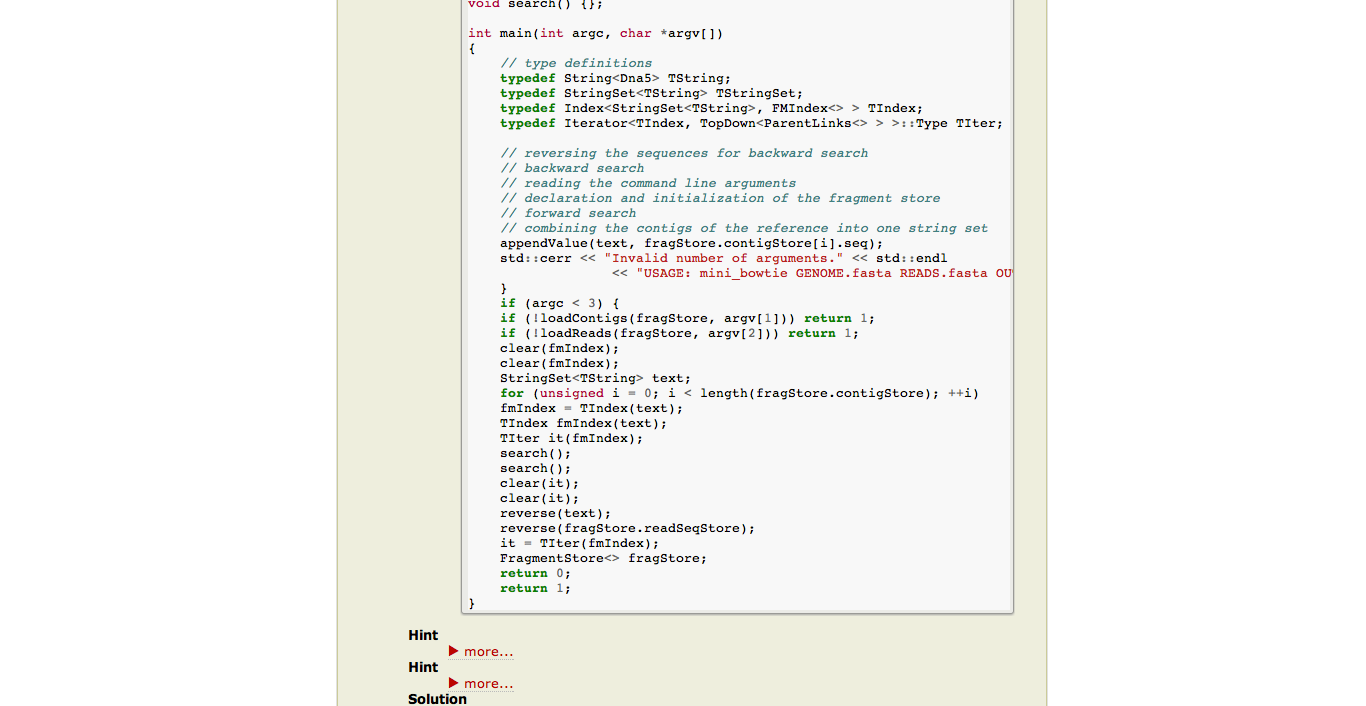 void search() {};
int main(int argc, char *argv[])
{
// type definitions
typedef String<Dna5> TString;
typedef StringSet<TString> TStringSet;
typedef Index<StringSet<TString>, FMIndex<> > TIndex;
typedef Iterator<TIndex, TopDown<ParentLinks<> > >::Type TIter;
// reversing the sequences for backward search
// backward search
// reading the command line arguments
// declaration and initialization of the fragment store
// forward search
// combining the contigs of the reference into one string set
appendValue(text, fragStore.contigStore[i].seq);
std::cerr << "Invalid number of arguments." << std::endl
<< "USAGE: mini_bowtie GENOME.fasta READS.fasta OU
}
if (argc < 3) {
if (!loadContigs(fragStore, argv[1])) return 1;
if (!loadReads(fragStore, argv[2])) return 1;
clear(fmIndex);
clear(fmIndex);
StringSet<TString> text;
for (unsigned i = 0; i < length(fragStore.contigStore); ++i)
fmIndex = TIndex(text);
TIndex fmIndex(text);
TIter it(fmIndex);
search();
search();
clear(it);
clear(it);
reverse(text);
reverse(fragStore.readSeqStore);
it = TIter(fmIndex);
FragmentStore<> fragStore;
return 0;
return 1;
}
Hint
more...
Hint
more...
Solution